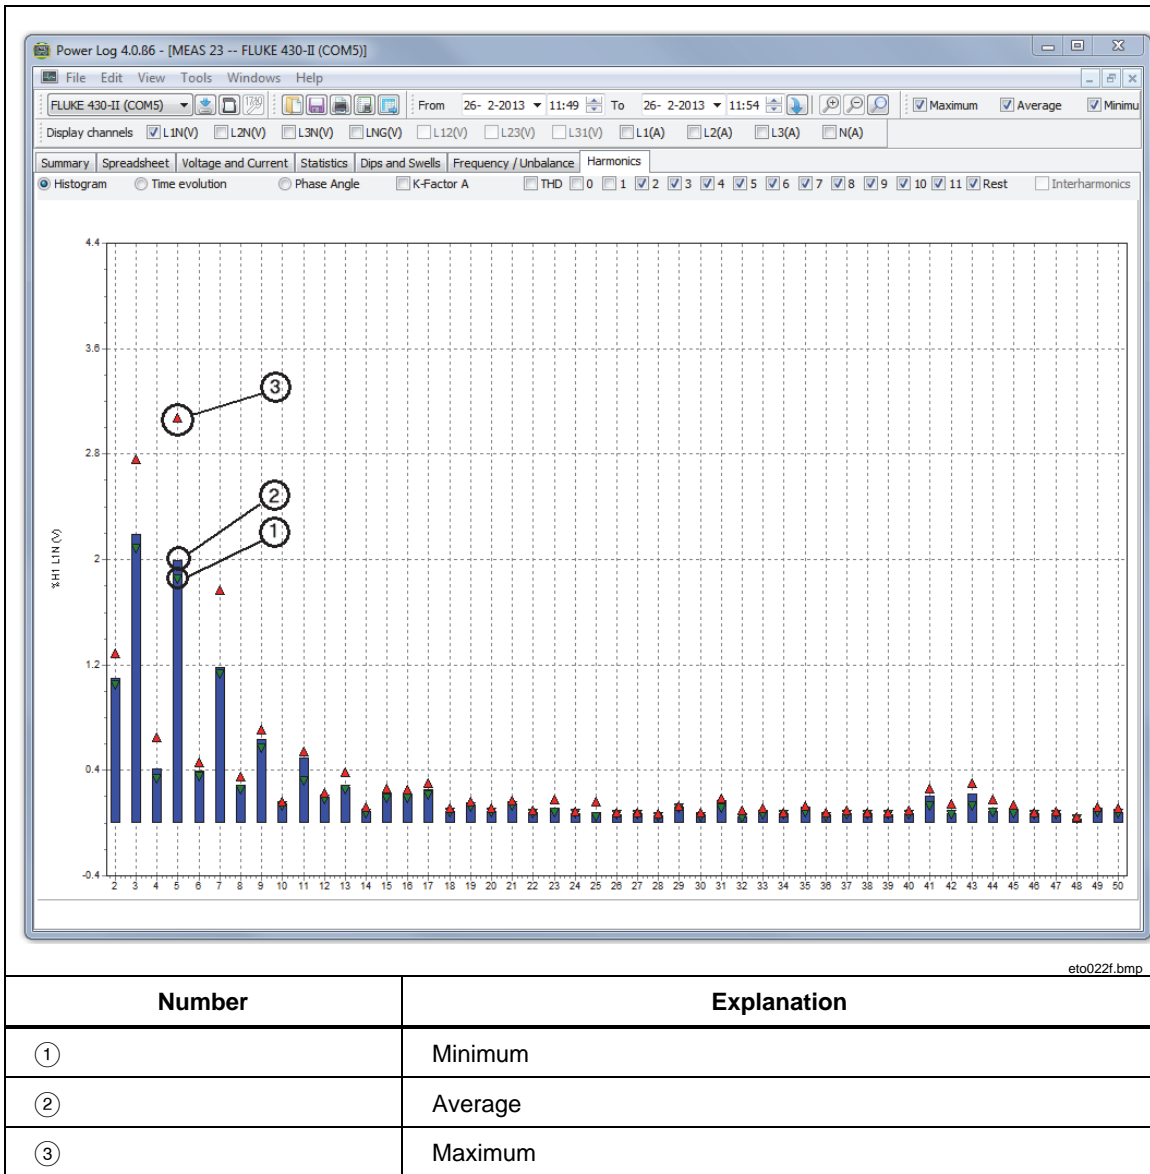 Power Log 4.0.86 - [MEAS 23 -- FLUKE 430-II (COM5)]
File Edit View Tools Windows Help
FLUKE 430-II (COM5) From 26- 2-2013 11:49 To 26- 2-2013 11:54 Maximum Average Minimu
Display channels L1N(V) L2N(V) L3N(V) LNG(V) L12(V) L23(V) L31(V) L1(A) L2(A) L3(A) N(A)
Summary Spreadsheet Voltage and Current Statistics Dips and Swells Frequency / Unbalance Harmonics
Histogram Time evolution Phase Angle K-Factor A THD 0 1 2 3 4 5 6 7 8 9 10 11 Rest Interharmonics
4.4
3.6
3
2.8
2
1
2
%H1 L1N (V)
1.2
0.4
-0.4
2 3 4 5 6 7 8 9 10 11 12 13 14 15 16 17 18 19 20 21 22 23 24 25 26 27 28 29 30 31 32 33 34 35 36 37 38 39 40 41 42 43 44 45 46 47 48 49 50
eto022f.bmp
Number Explanation
1 Minimum
2 Average
3 Maximum